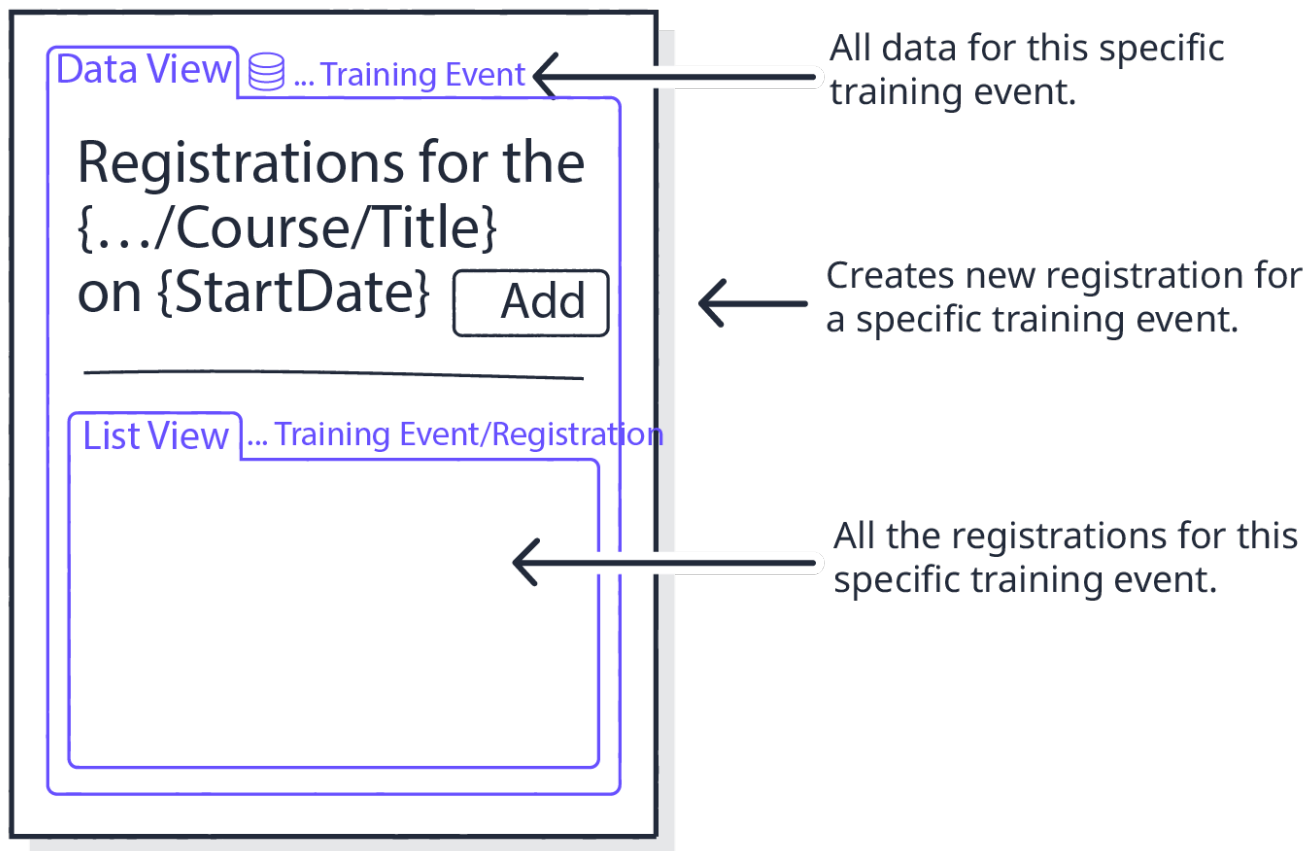 Data View
... Training Event
All data for this specific
training event.
Registrations for the
{.../Course/Title}
on {StartDate}
Add
Creates new registration for
a specific training event.
List View
... Training Event/Registration
All the registrations for this
specific training event.